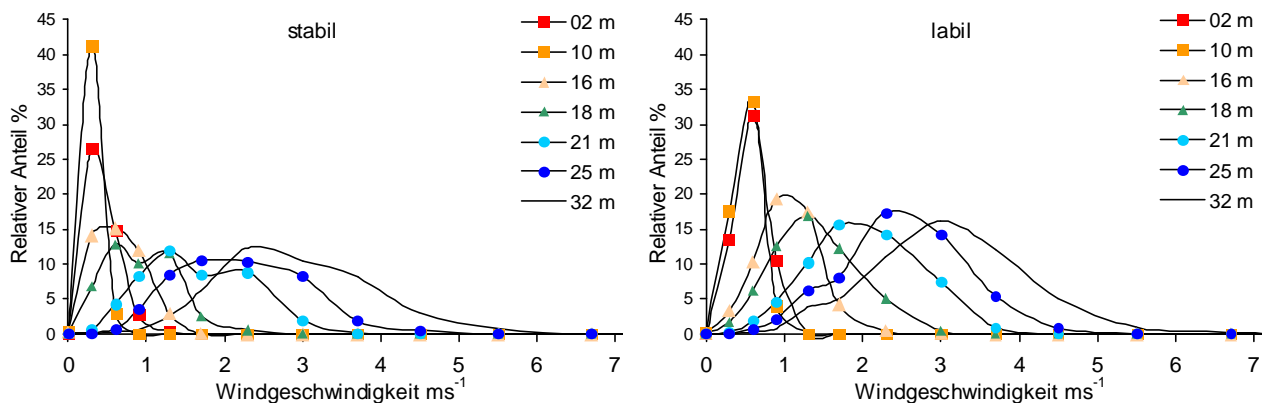 stabil
Relativer Anteil %
45
40
35
30
25
20
15
10
5
0
0 1 2 3 4 5 6 7
Windgeschwindigkeit ms⁻¹
02 m
10 m
16 m
18 m
21 m
25 m
32 m
labil
Relativer Anteil %
45
40
35
30
25
20
15
10
5
0
0 1 2 3 4 5 6 7
Windgeschwindigkeit ms⁻¹
02 m
10 m
16 m
18 m
21 m
25 m
32 m